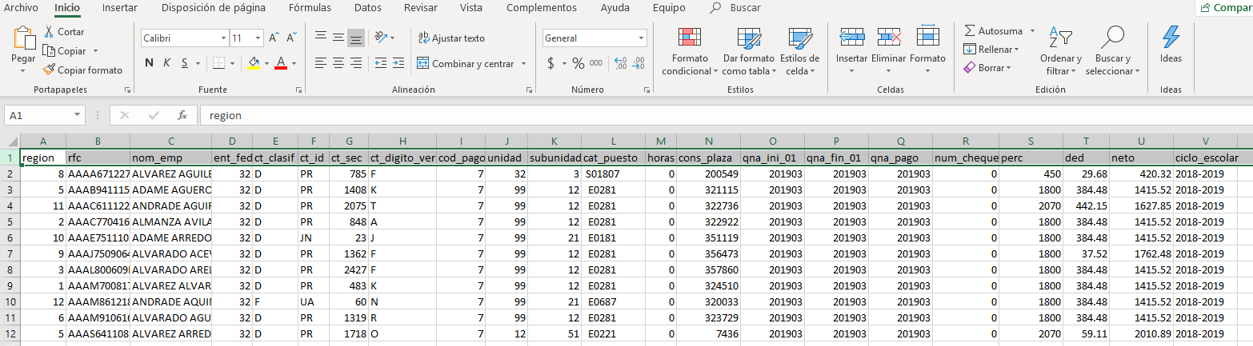 Archivo Inicio Insertar Disposición de página Fórmulas Datos Revisar Vista Complementos Ayuda Equipo Buscar Compar
Cortar Calibri 11 A A Ajustar texto General Autosuma
Copiar Rellenar
Pegar N K S A Combinar y centrar $ % 000 Formato Dar formato Estilos de Insertar Eliminar Formato Ordenar y Buscar y Ideas
Copiar formato condicional como tabla celda Borrar filtrar seleccionar
Portapapeles Fuente Alineación Número Estilos Celdas Edición Ideas
A1 fx region
A B C D E F G H I J K L M N O P Q R S T U V
1 region rfc nom_emp ent_fed ct_clasif ct_id ct_sec ct_digito_ver cod_pago unidad subunidad cat_puesto horas cons_plaza qna_ini_01 qna_fin_01 qna_pago num_cheque perc ded neto ciclo_escolar
2 8 AAAA671227 ALVAREZ AGUILE 32 D PR 785 F 7 32 3 S01807 0 200549 201903 201903 201903 0 450 29.68 420.32 2018-2019
3 5 AAAB941115 ADAME AGUERO 32 D PR 1408 K 7 99 12 E0281 0 321115 201903 201903 201903 0 1800 384.48 1415.52 2018-2019
4 11 AAAC611122 ANDRADE AGUIF 32 D PR 2075 T 7 99 12 E0281 0 322736 201903 201903 201903 0 2070 442.15 1627.85 2018-2019
5 2 AAAC770416 ALMANZA AVILA 32 D PR 848 A 7 99 12 E0281 0 322922 201903 201903 201903 0 1800 384.48 1415.52 2018-2019
6 10 AAAE751110 ADAME ARREDO 32 D JN 23 J 7 99 21 E0181 0 351119 201903 201903 201903 0 1800 384.48 1415.52 2018-2019
7 9 AAAJ7509064 ALVARADO ACEV 32 D PR 1362 F 7 99 12 E0281 0 356473 201903 201903 201903 0 1800 37.52 1762.48 2018-2019
8 3 AAAL800609 ALVARADO AREL 32 D PR 2427 F 7 99 12 E0281 0 357860 201903 201903 201903 0 1800 384.48 1415.52 2018-2019
9 1 AAAM700817 ALVAREZ ALVAR 32 D PR 483 K 7 99 12 E0281 0 324510 201903 201903 201903 0 1800 384.48 1415.52 2018-2019
10 12 AAAM861218 ANDRADE AQUI 32 F UA 60 N 7 99 21 E0687 0 320033 201903 201903 201903 0 1800 384.48 1415.52 2018-2019
11 6 AAAM910616 ALVARADO AGU 32 D PR 1319 R 7 99 12 E0281 0 323729 201903 201903 201903 0 1800 384.48 1415.52 2018-2019
12 5 AAAS641108 ALVAREZ ARRED 32 D PR 1718 O 7 12 51 E0221 0 7436 201903 201903 201903 0 2070 59.11 2010.89 2018-2019